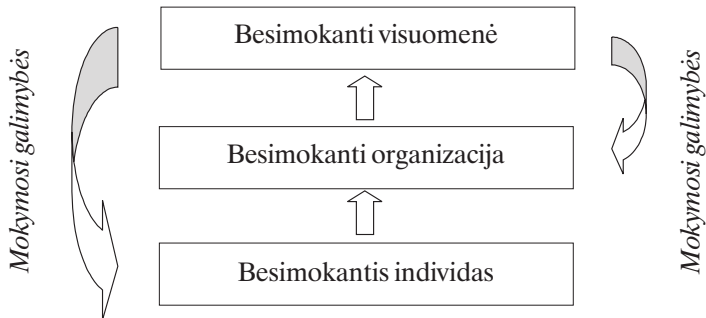 Mokymosi galimybės
Besimokanti visuomenė
Besimokanti organizacija
Besimokantis individas
Mokymosi galimybės